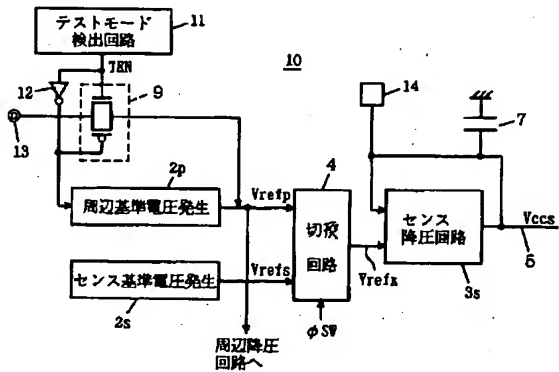 テストモード
検出回路
11
TEN
10
12
9
13
14
7
2p
周辺基準電圧発生
Vrefp
4
切換
回路
センス
降圧回路
Vccs
6
3s
Vrefx
センス基準電圧発生
Vrefs
2s
φSW
周辺降圧
回路へ